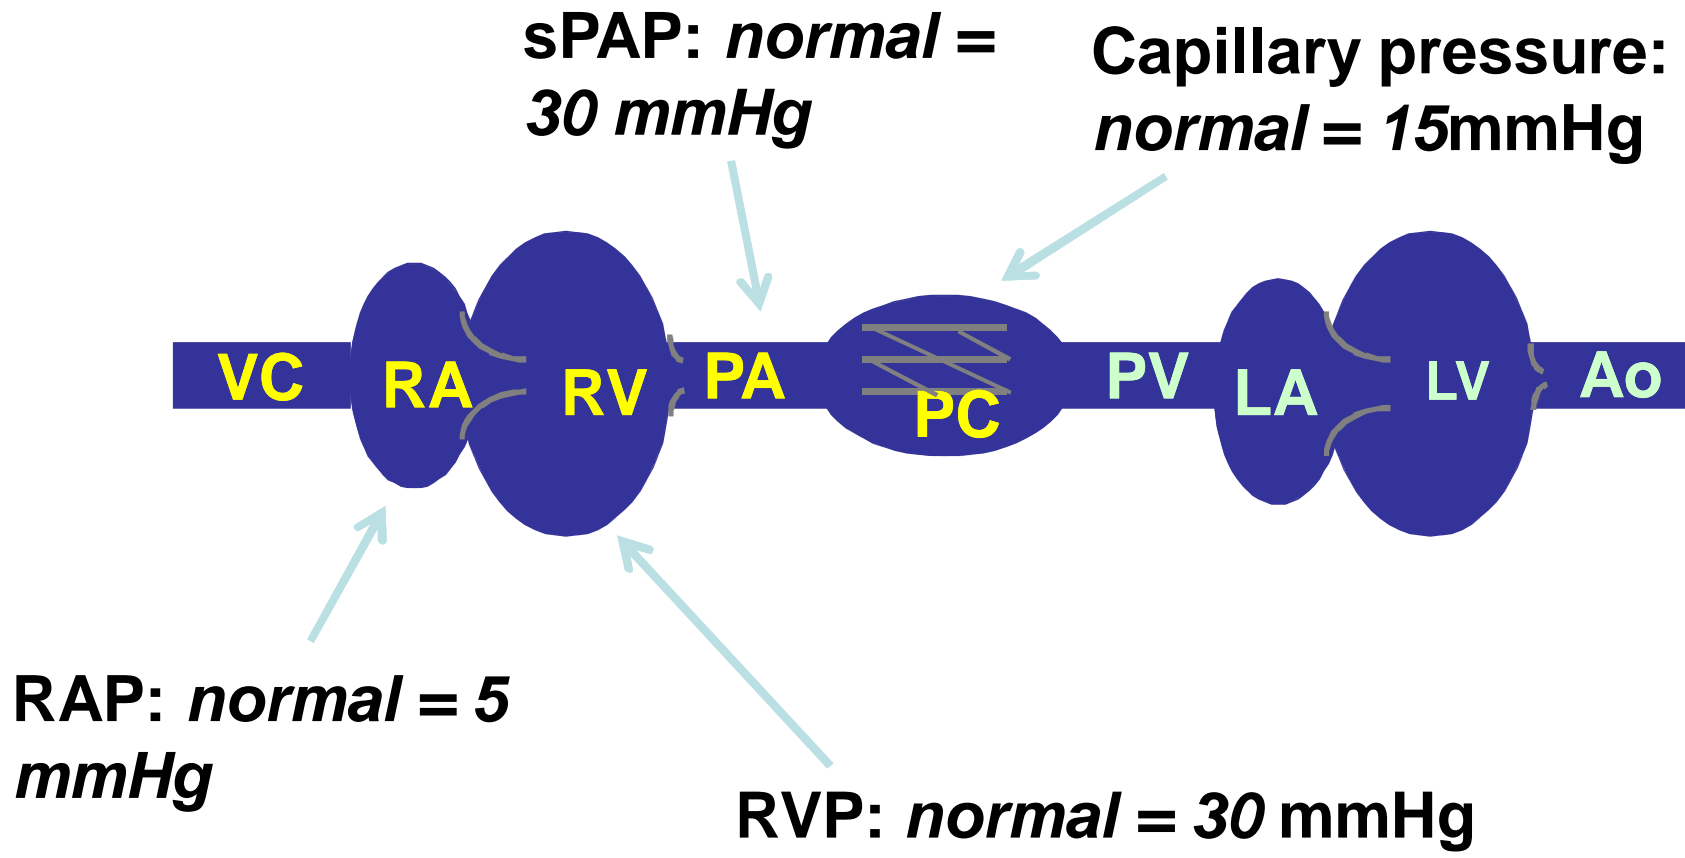 sPAP: normal =
30 mmHg
Capillary pressure:
normal = 15mmHg
VC
RA
RV
PA
PC
PV
LA
LV
Ao
RAP: normal = 5
mmHg
RVP: normal = 30 mmHg